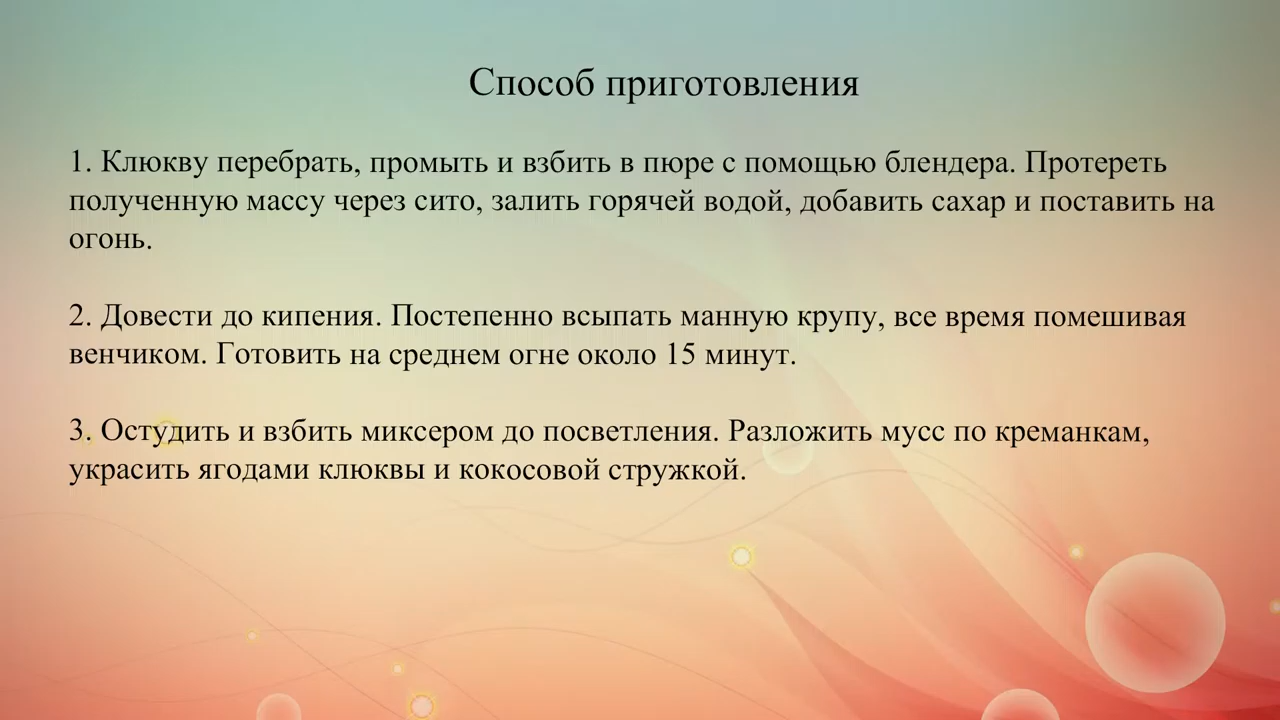 Способ приготовления
1. Клюкву перебрать, промыть и взбить в пюре с помощью блендера. Протереть
полученную массу через сито, залить горячей водой, добавить сахар и поставить на
огонь.
2. Довести до кипения. Постепенно всыпать манную крупу, все время помешивая
венчиком. Готовить на среднем огне около 15 минут.
3. Остудить и взбить миксером до посветления. Разложить мусс по креманкам,
украсить ягодами клюквы и кокосовой стружкой.